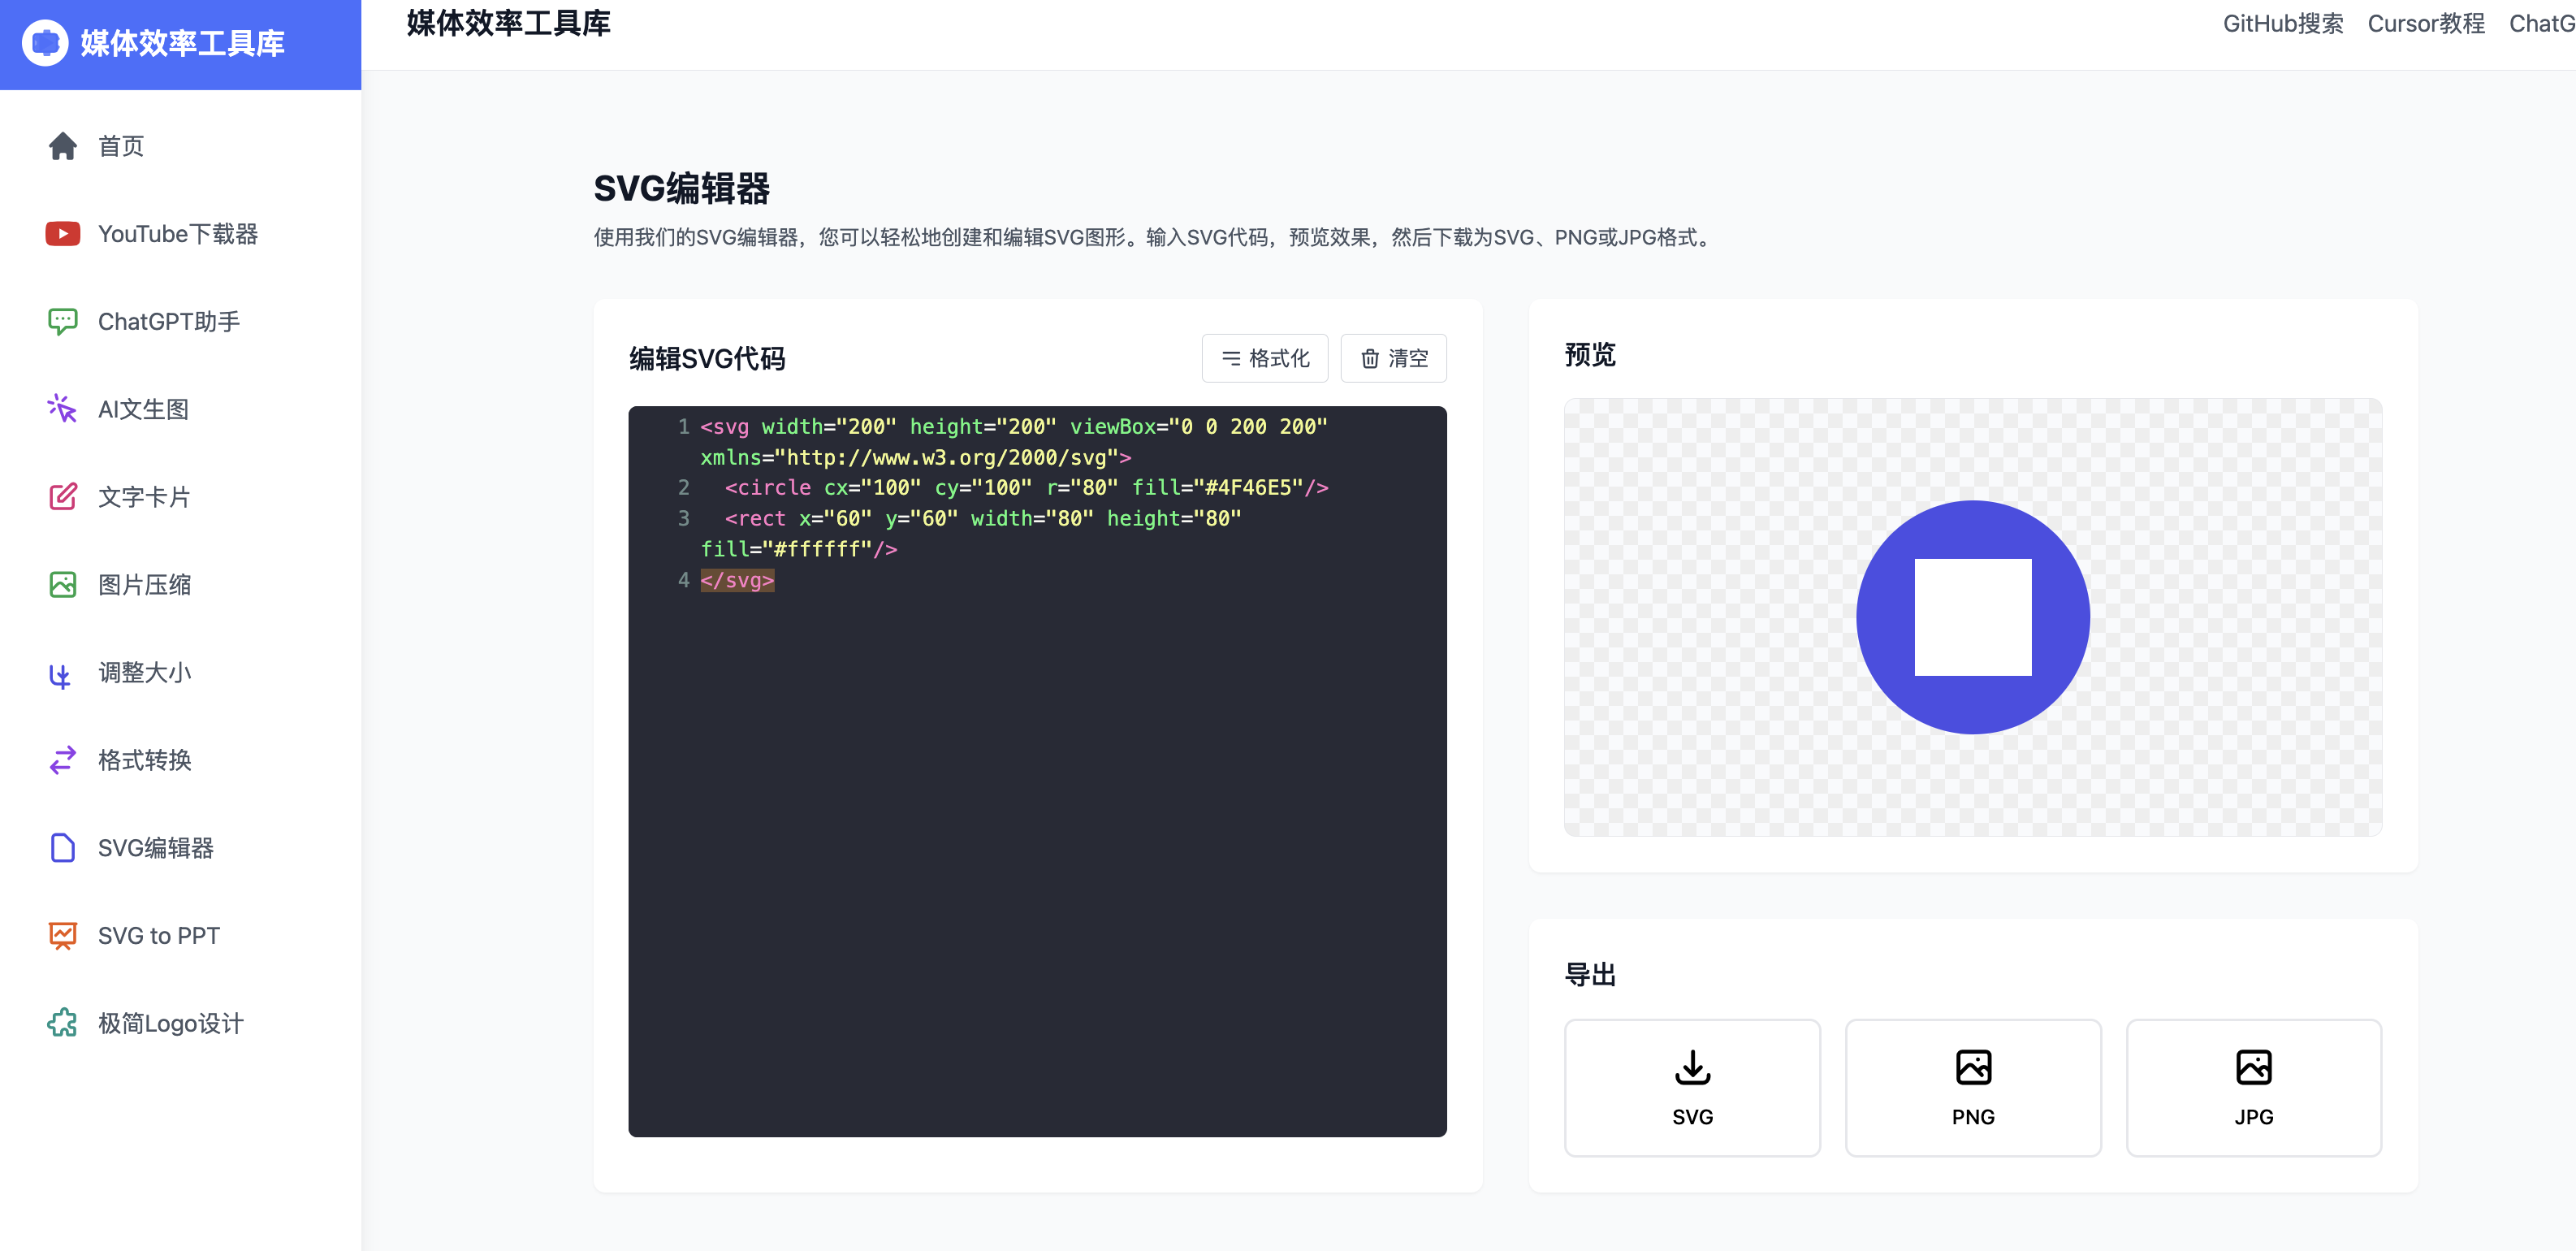 媒体效率工具库
媒体效率工具库
GitHub搜索 Cursor教程 ChatG
首页
YouTube下载器
ChatGPT助手
AI文生图
文字卡片
图片压缩
调整大小
格式转换
SVG编辑器
SVG to PPT
极简Logo设计
SVG编辑器
使用我们的SVG编辑器，您可以轻松地创建和编辑SVG图形。输入SVG代码，预览效果，然后下载为SVG、PNG或JPG格式。
编辑SVG代码
格式化 清空
1 <svg width="200" height="200" viewBox="0 0 200 200"
xmlns="http://www.w3.org/2000/svg">
2 <circle cx="100" cy="100" r="80" fill="#4F46E5"/>
3 <rect x="60" y="60" width="80" height="80"
fill="#ffffff"/>
4 </svg>
预览
导出
SVG
PNG
JPG